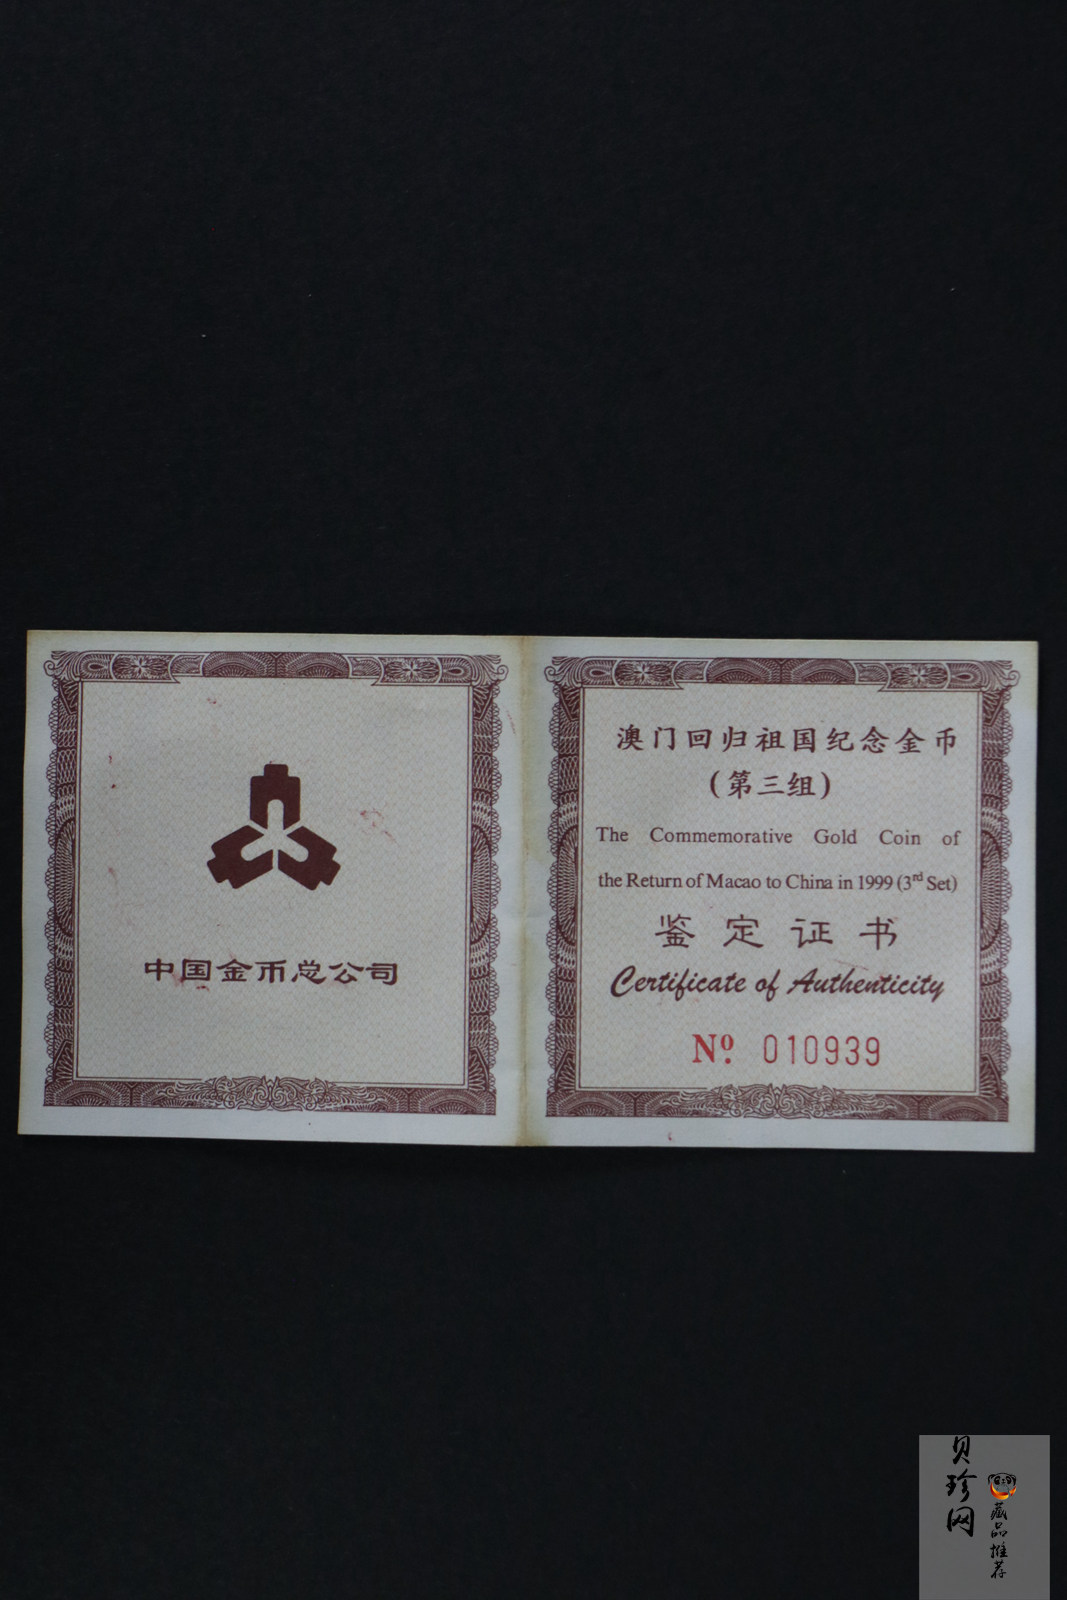 中国金币总公司
澳门回归祖国纪念金币
(第三组)
The Commemorative Gold Coin of
the Return of Macao to China in 1999 (3rd Set)
鉴定证书
Certificate of Authenticity
Nº 010939
贝珍网
藏品推荐